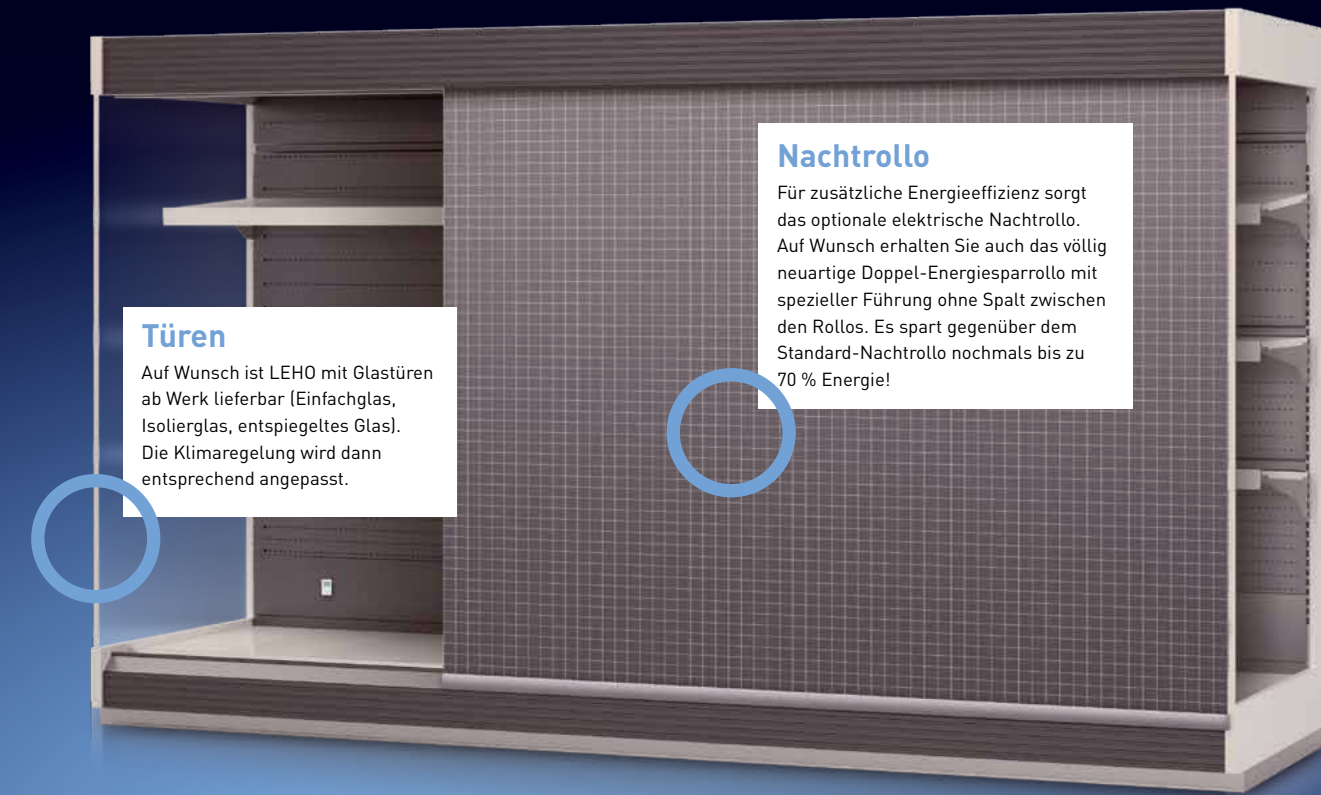 Türen
Auf Wunsch ist LEHO mit Glastüren
ab Werk lieferbar (Einfachglas,
Isolierglas, entspiegeltes Glas).
Die Klimaregelung wird dann
entsprechend angepasst.
Nachtrollo
Für zusätzliche Energieeffizienz sorgt
das optionale elektrische Nachtrollo.
Auf Wunsch erhalten Sie auch das völlig
neuartige Doppel-Energiesparrollo mit
spezieller Führung ohne Spalt zwischen
den Rollos. Es spart gegenüber dem
Standard-Nachtrollo nochmals bis zu
70 % Energie!